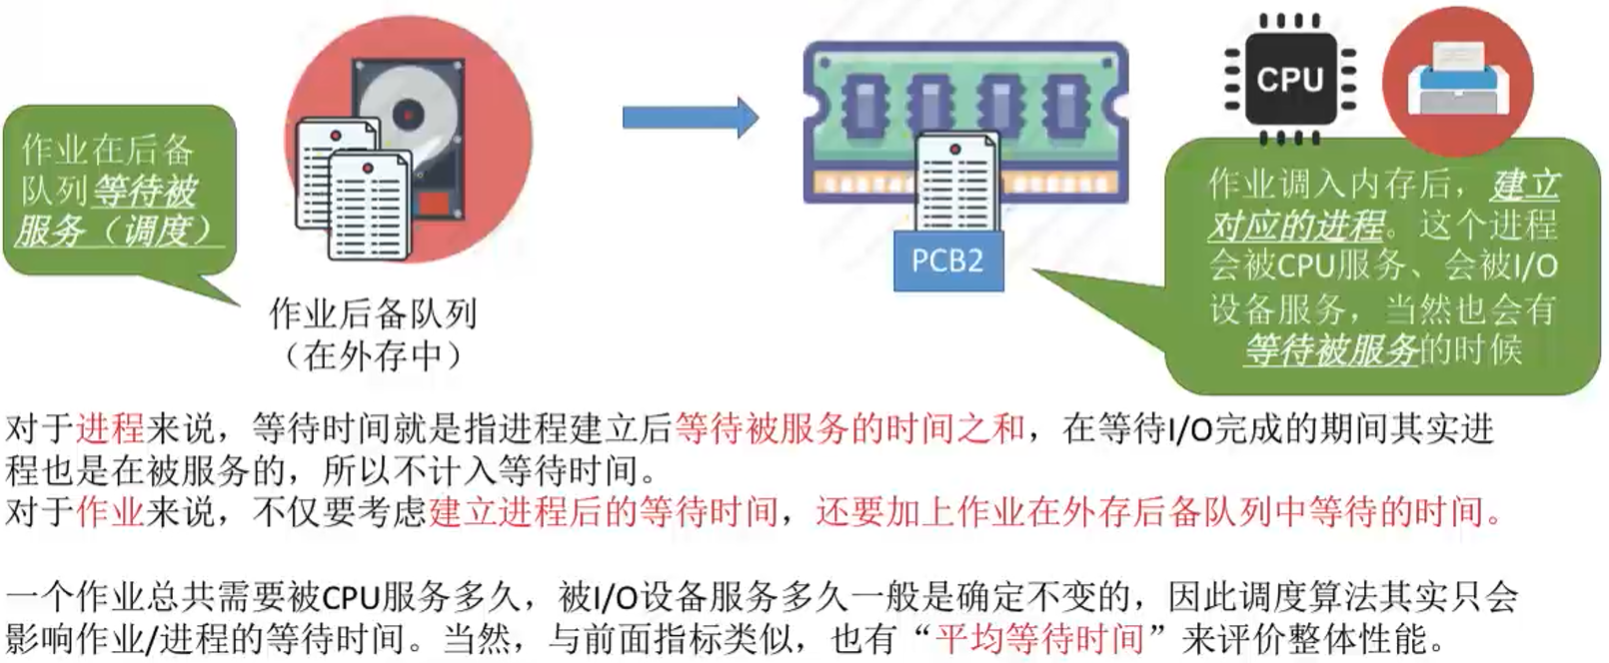 作业在后备
队列等待被
服务（调度）
作业后备队列
（在外存中）
PCB2
CPU
作业调入内存后，建立
对应的进程。这个进程
会被CPU服务、会被I/O
设备服务，当然也会有
等待被服务的时候
对于进程来说，等待时间就是指进程建立后等待被服务的时间之和，在等待I/O完成的期间其实进
程也是在被服务的，所以不计入等待时间。
对于作业来说，不仅要考虑建立进程后的等待时间，还要加上作业在外存后备队列中等待的时间。
一个作业总共需要被CPU服务多久，被I/O设备服务多久一般是确定不变的，因此调度算法其实只会
影响作业/进程的等待时间。当然，与前面指标类似，也有“平均等待时间”来评价整体性能。